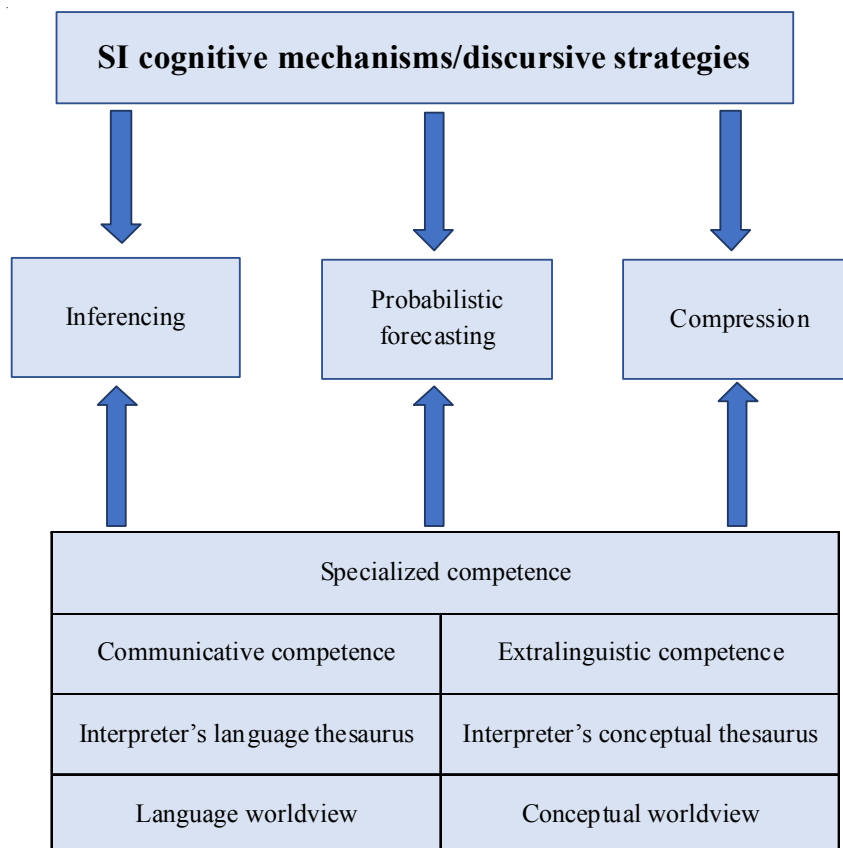 SI cognitive mechanisms/discursive strategies
Inferencing
Probabilistic
forecasting
Compression
Specialized competence
Communicative competence
Extralinguistic competence
Interpreter’s language thesaurus
Interpreter’s conceptual thesaurus
Language worldview
Conceptual worldview